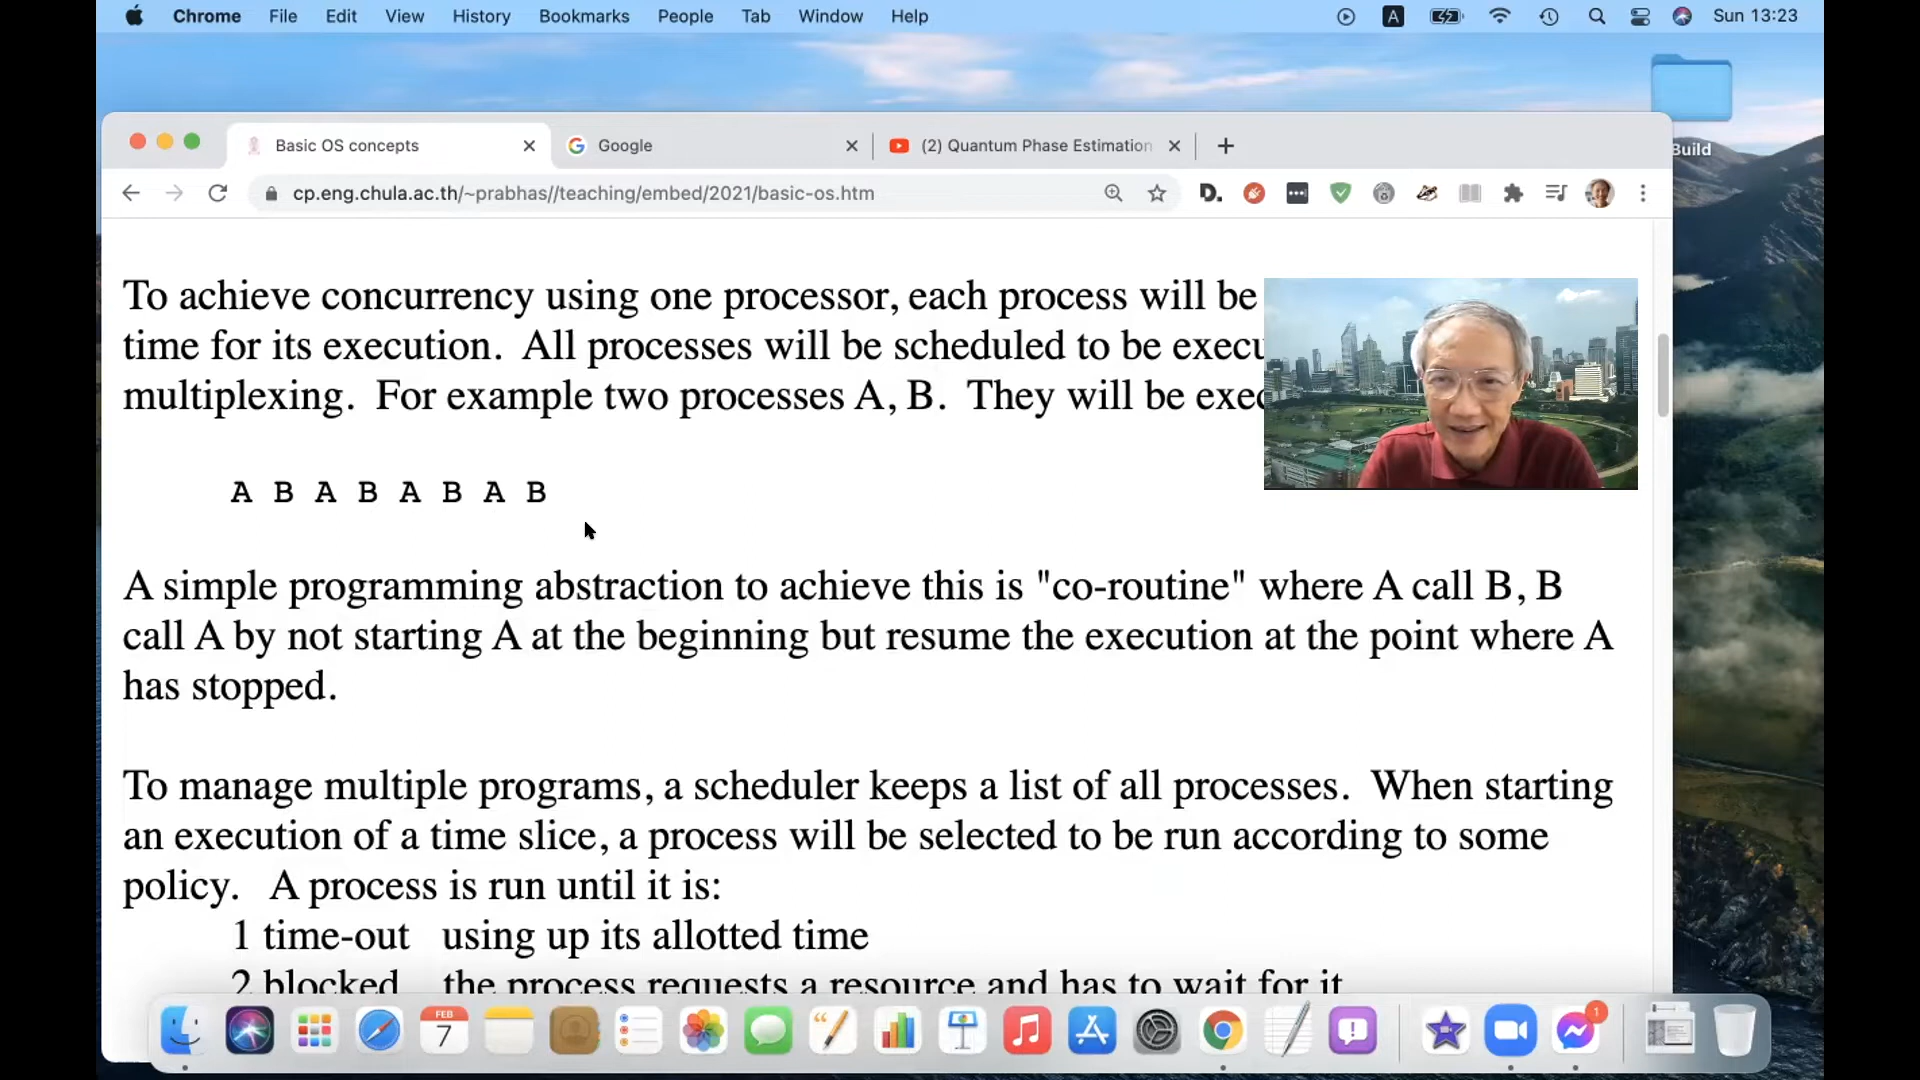 Chrome File Edit View History Bookmarks People Tab Window Help A Sun 13:23
Build
Basic OS concepts Google (2) Quantum Phase Estimation
cp.eng.chula.ac.th/~prabhas//teaching/embed/2021/basic-os.htm D.
To achieve concurrency using one processor, each process will be
time for its execution. All processes will be scheduled to be execu
multiplexing. For example two processes A, B. They will be exec
A B A B A B A B
A simple programming abstraction to achieve this is "co-routine" where A call B, B
call A by not starting A at the beginning but resume the execution at the point where A
has stopped.
To manage multiple programs, a scheduler keeps a list of all processes. When starting
an execution of a time slice, a process will be selected to be run according to some
policy. A process is run until it is:
1 time-out using up its allotted time
2 blocked the process requests a resource and has to wait for it
FEB
7
1